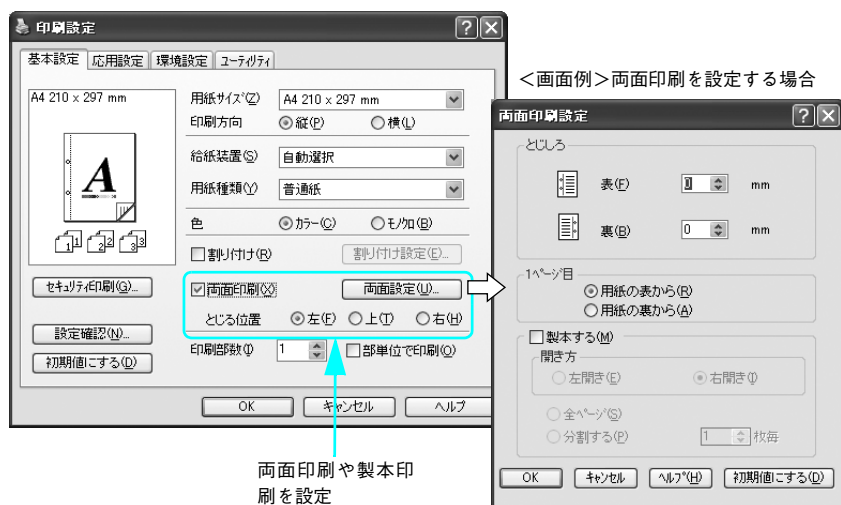 印刷設定
基本設定 応用設定 環境設定 ユーティリティ
A4 210 x 297 mm
A
1 1 2 2 3 3
セキュリティ印刷(G)...
設定確認(N)...
初期値にする(D)
用紙サイズ(Z) A4 210 x 297 mm
印刷方向 縦(P) 横(L)
給紙装置(S) 自動選択
用紙種類(Y) 普通紙
色 カラー(C) モノクロ(B)
割り付け(R) 割り付け設定(E)...
両面印刷(X) 両面設定(U)...
とじる位置 左(F) 上(T) 右(H)
印刷部数(I) 1 部単位で印刷(O)
OK キャンセル ヘルプ
両面印刷や製本印
刷を設定
<画面例>両面印刷を設定する場合
両面印刷設定
とじしろ
表(F) 0 mm
裏(B) 0 mm
1ページ目
用紙の表から(R)
用紙の裏から(A)
製本する(M)
開き方
左開き(E) 右開き(I)
全ページ(S)
分割する(P) 1 枚毎
OK キャンセル ヘルプ(H) 初期値にする(D)